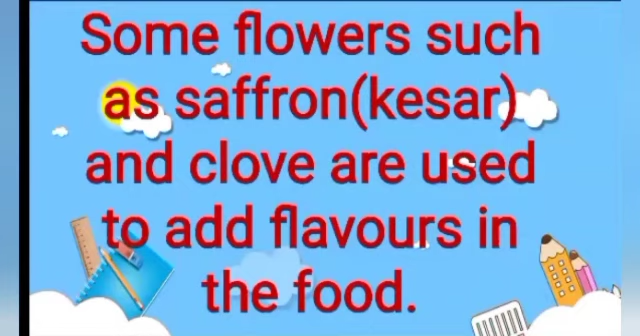 Some flowers such
as saffron(kesar)
and clove are used
to add flavours in
the food.